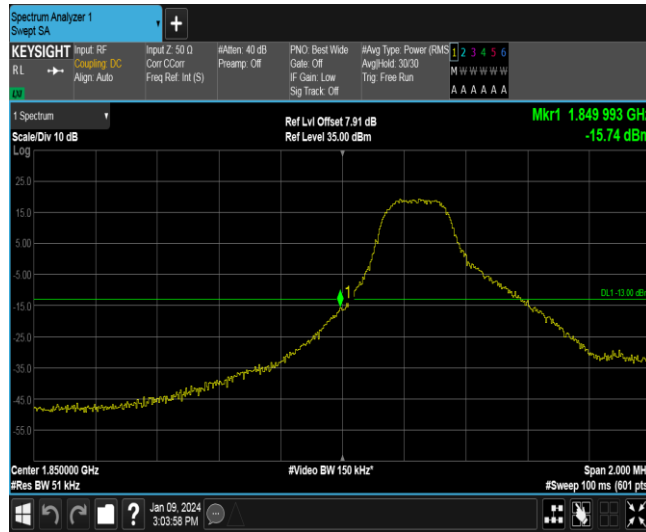 Spectrum Analyzer 1
Swept SA
KEYSIGHT
RL
LXI
Input: RF
Coupling: DC
Align: Auto
Input Z: 50 Ω
Corr CCorr
Freq Ref: Int (S)
#Atten: 40 dB
Preamp: Off
PNO: Best Wide
Gate: Off
IF Gain: Low
Sig Track: Off
#Avg Type: Power (RMS
Avg|Hold: 30/30
Trig: Free Run
1 2 3 4 5 6
M W W W W W
A A A A A A
1 Spectrum
Scale/Div 10 dB
Log
Ref Lvl Offset 7.91 dB
Ref Level 35.00 dBm
Mkr1 1.849 993 GHz
-15.74 dBm
25.0
15.0
5.00
-5.00
1
DL1 -13.00 dBm
-15.0
-25.0
-35.0
-45.0
-55.0
Center 1.850000 GHz
#Res BW 51 kHz
#Video BW 150 kHz*
Span 2.000 MH
#Sweep 100 ms (601 pts
?
Jan 09, 2024
3:03:58 PM